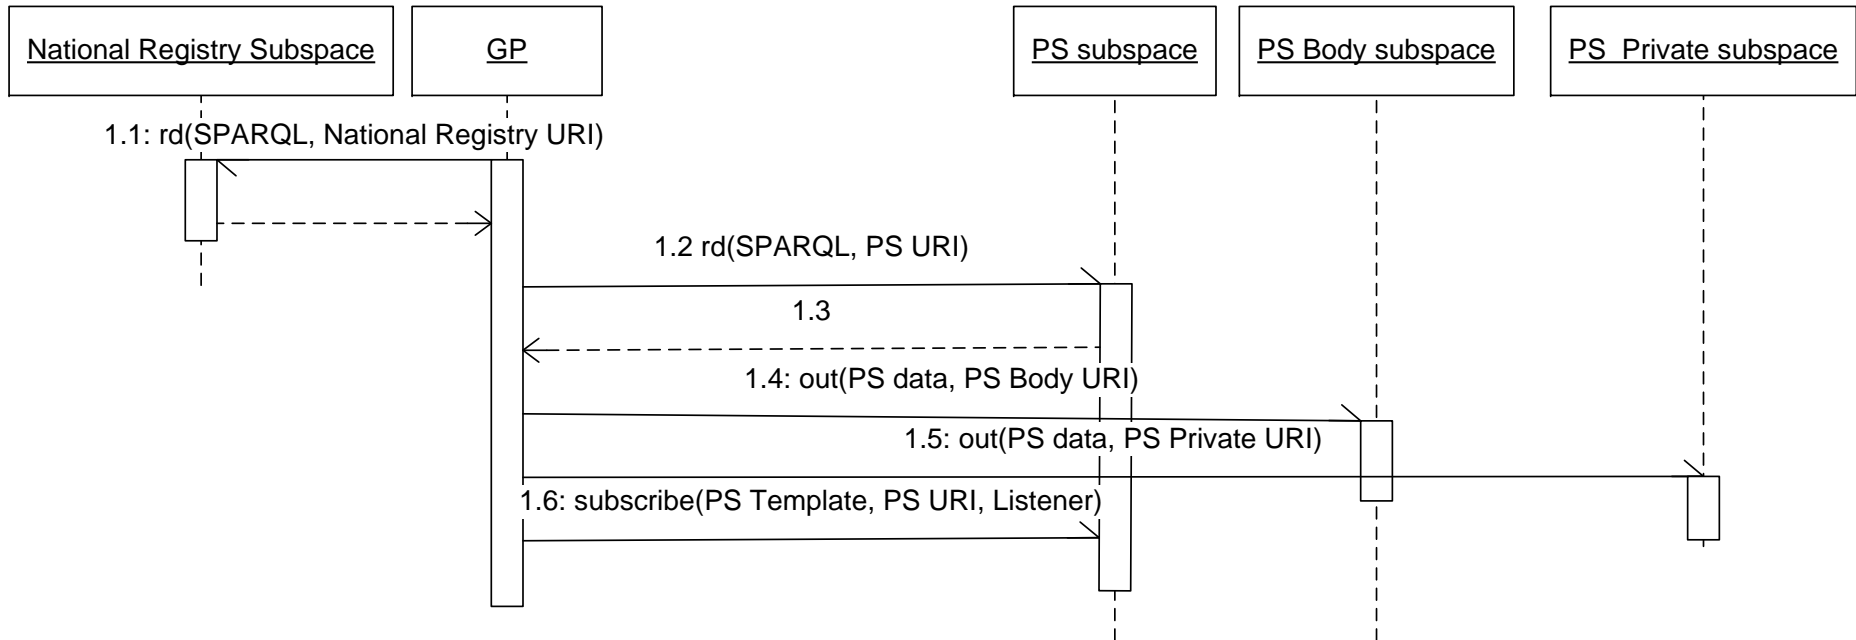 National Registry Subspace
GP
PS subspace
PS Body subspace
PS Private subspace
1.1: rd(SPARQL, National Registry URI)
1.2 rd(SPARQL, PS URI)
1.3
1.4: out(PS data, PS Body URI)
1.5: out(PS data, PS Private URI)
1.6: subscribe(PS Template, PS URI, Listener)